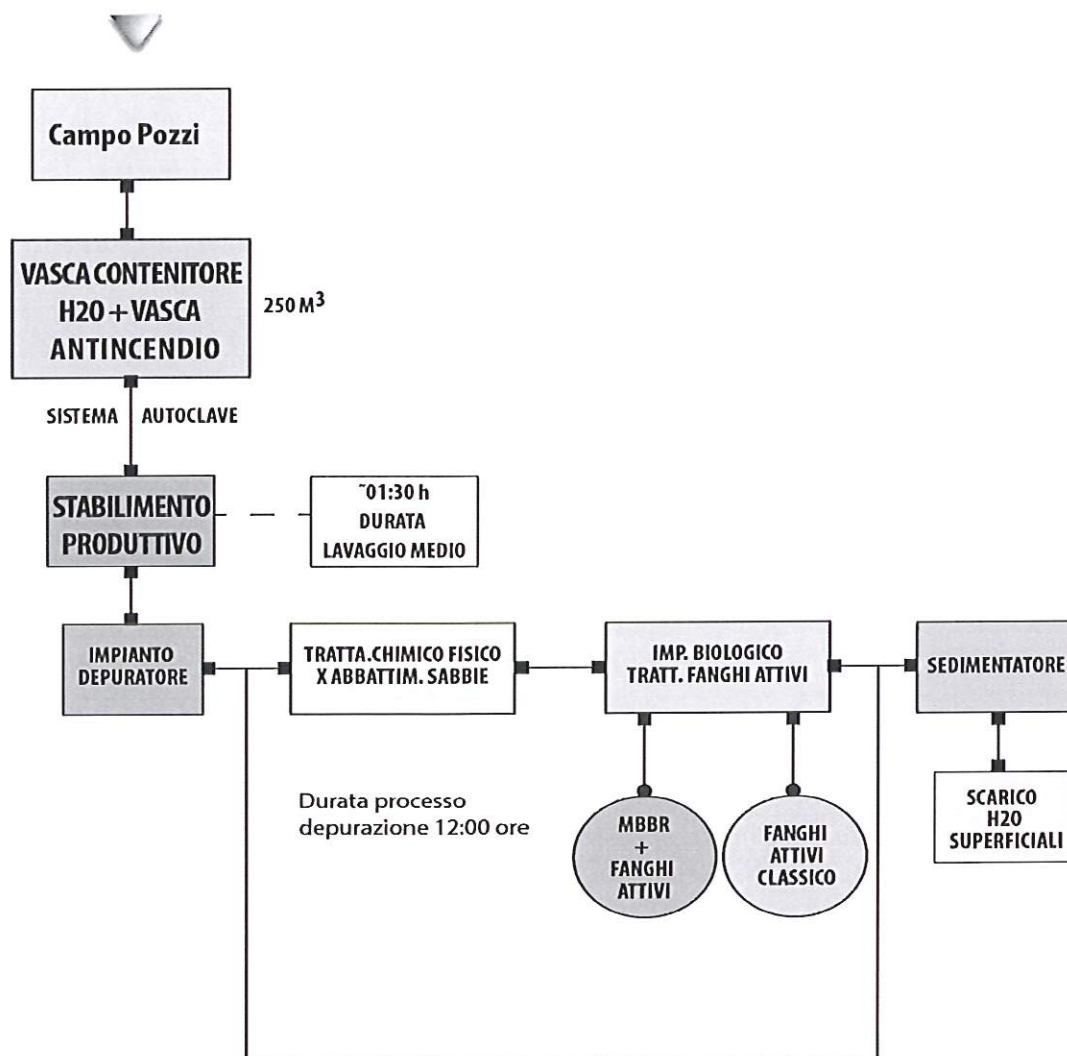 Campo Pozzi
VASCA CONTENITORE
H2O + VASCA
ANTINCENDIO
250 M³
SISTEMA AUTOCLAVE
STABILIMENTO
PRODUTTIVO
~01:30 h
DURATA
LAVAGGIO MEDIO
IMPIANTO
DEPURATORE
TRATTA.CHIMICO FISICO
X ABBATTIM. SABBIE
IMP. BIOLOGICO
TRATT. FANGHI ATTIVI
SEDIMENTATORE
Durata processo
depurazione 12:00 ore
MBBR
+
FANGHI
ATTIVI
FANGHI
ATTIVI
CLASSICO
SCARICO
H2O
SUPERFICIALI